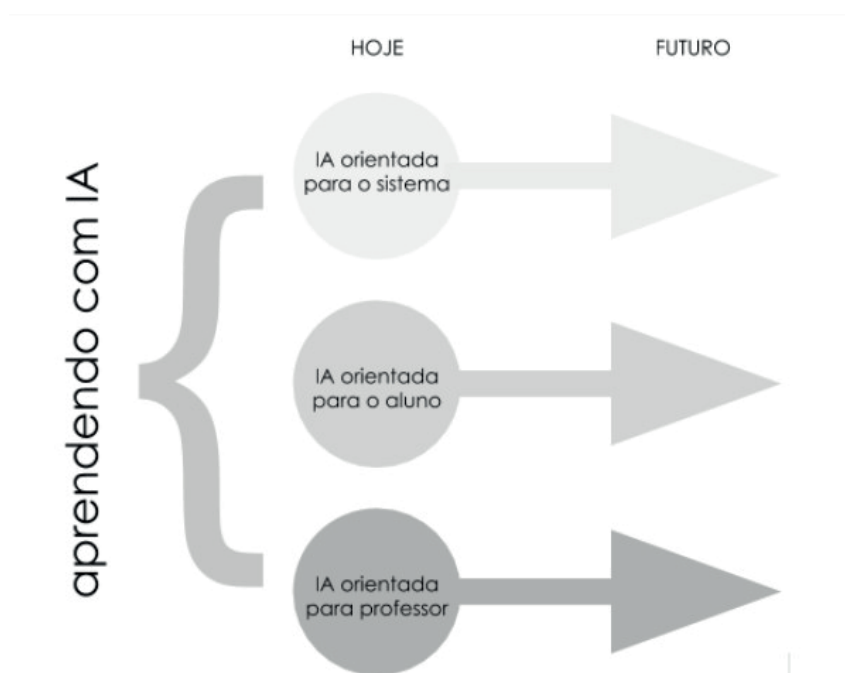 HOJE
FUTURO
aprendendo com IA
IA orientada
para o sistema
IA orientada
para o aluno
IA orientada
para professor